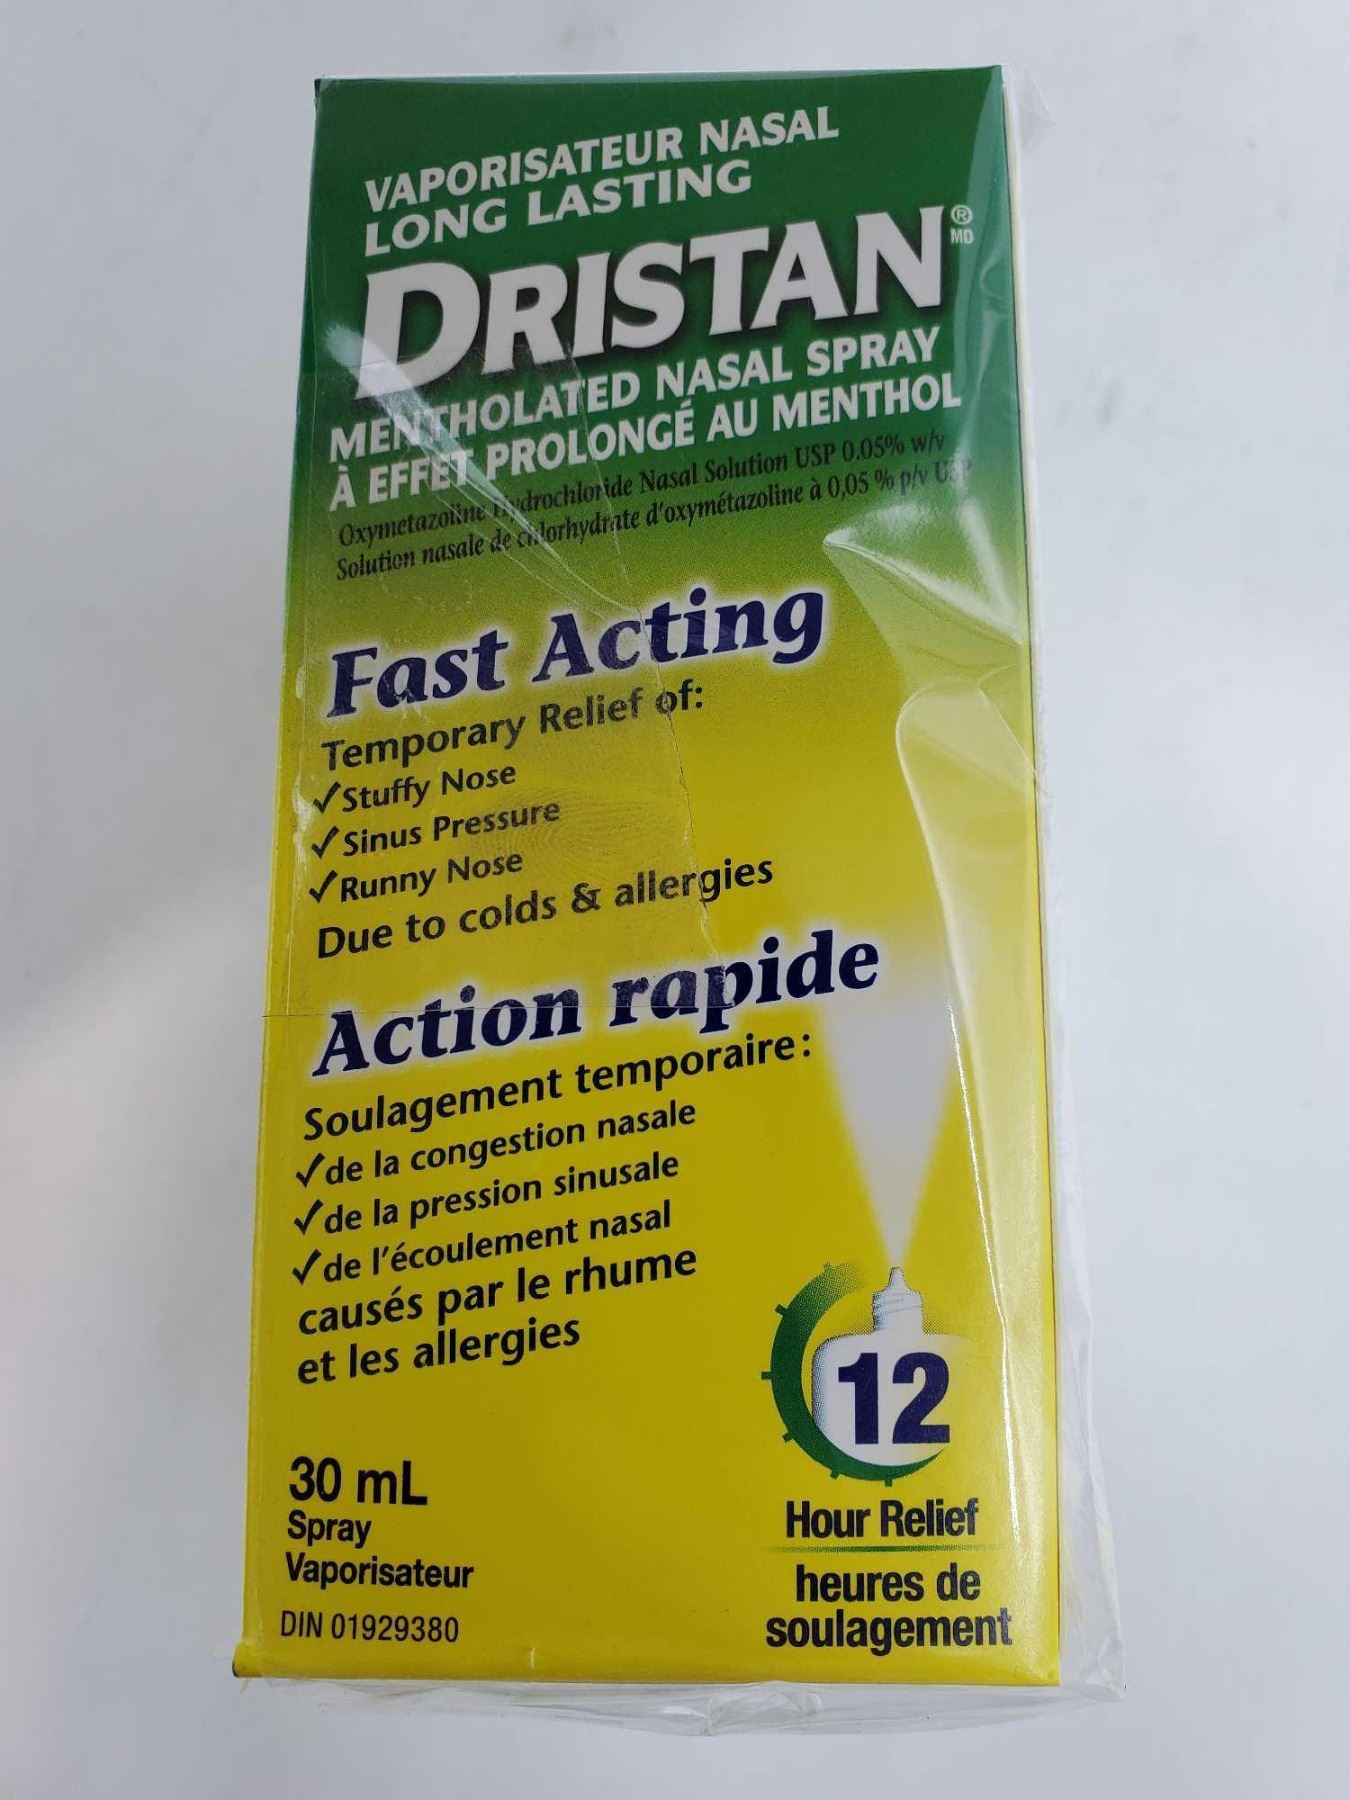 VAPORISATEUR NASAL
LONG LASTING
DRISTAN®
MD
MENTHOLATED NASAL SPRAY
À EFFET PROLONGÉ AU MENTHOL
Oxymetazoline Hydrochloride Nasal Solution USP 0.05% w/v
Solution nasale de chlorhydrate d'oxymétazoline à 0,05 % p/v USP
Fast Acting
Temporary Relief of:
✓Stuffy Nose
✓Sinus Pressure
✓Runny Nose
Due to colds & allergies
Action rapide
Soulagement temporaire:
✓de la congestion nasale
✓de la pression sinusale
✓de l'écoulement nasal
causés par le rhume
et les allergies
12
Hour Relief
heures de
soulagement
30 mL
Spray
Vaporisateur
DIN 01929380